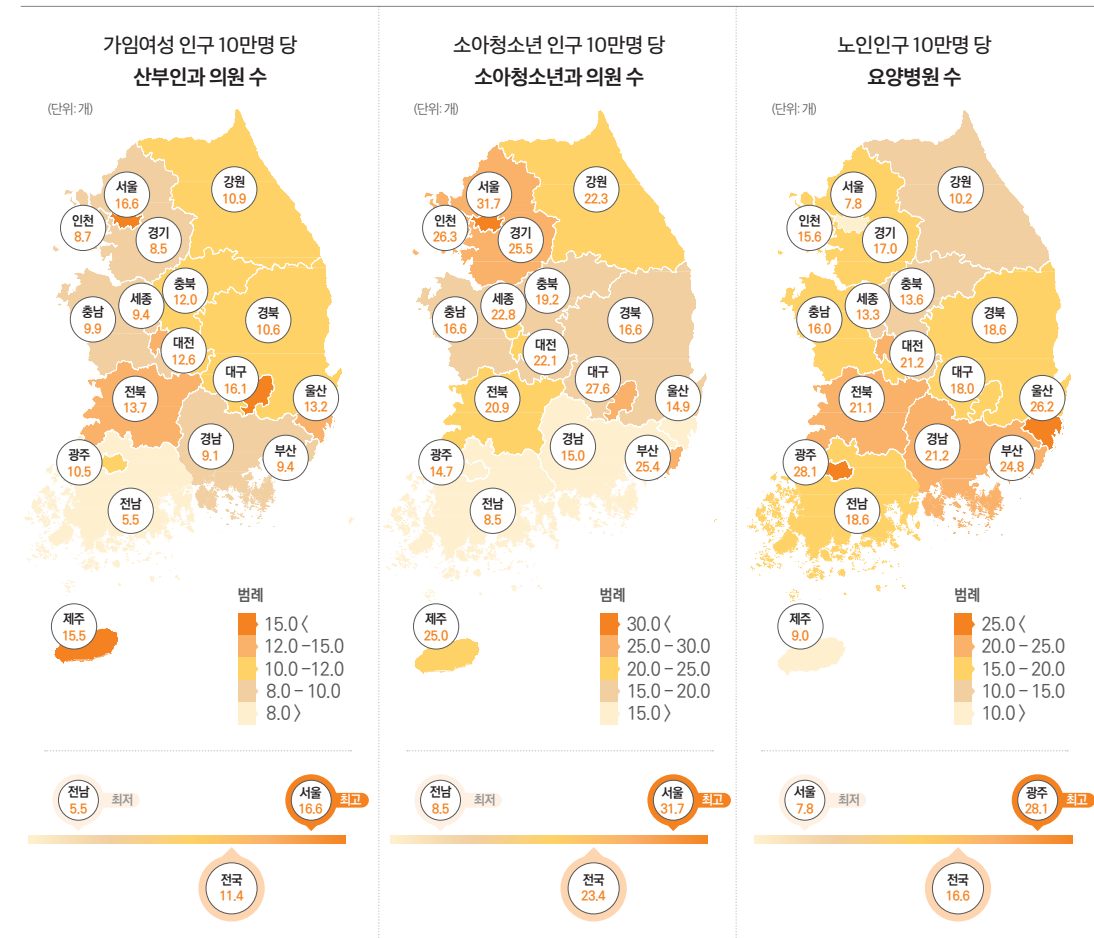 가임여성 인구 10만명 당
산부인과 의원 수
(단위: 개)
서울
16.6
강원
10.9
인천
8.7
경기
8.5
충북
12.0
세종
9.4
충남
9.9
경북
10.6
대전
12.6
대구
16.1
전북
13.7
울산
13.2
경남
9.1
부산
9.4
광주
10.5
전남
5.5
제주
15.5
범례
15.0〈
12.0 –15.0
10.0 –12.0
8.0 – 10.0
8.0 〉
전남
5.5
최저
서울
16.6
최고
전국
11.4
소아청소년 인구 10만명 당
소아청소년과 의원 수
(단위: 개)
서울
31.7
강원
22.3
인천
26.3
경기
25.5
충북
19.2
세종
22.8
충남
16.6
경북
16.6
대전
22.1
대구
27.6
전북
20.9
울산
14.9
경남
15.0
부산
25.4
광주
14.7
전남
8.5
제주
25.0
범례
30.0〈
25.0 – 30.0
20.0 – 25.0
15.0 – 20.0
15.0 〉
전남
8.5
최저
서울
31.7
최고
전국
23.4
노인인구 10만명 당
요양병원 수
(단위: 개)
서울
7.8
강원
10.2
인천
15.6
경기
17.0
충북
13.6
세종
13.3
충남
16.0
경북
18.6
대전
21.2
대구
18.0
전북
21.1
울산
26.2
경남
21.2
부산
24.8
광주
28.1
전남
18.6
제주
9.0
범례
25.0〈
20.0 – 25.0
15.0 – 20.0
10.0 – 15.0
10.0 〉
서울
7.8
최저
광주
28.1
최고
전국
16.6